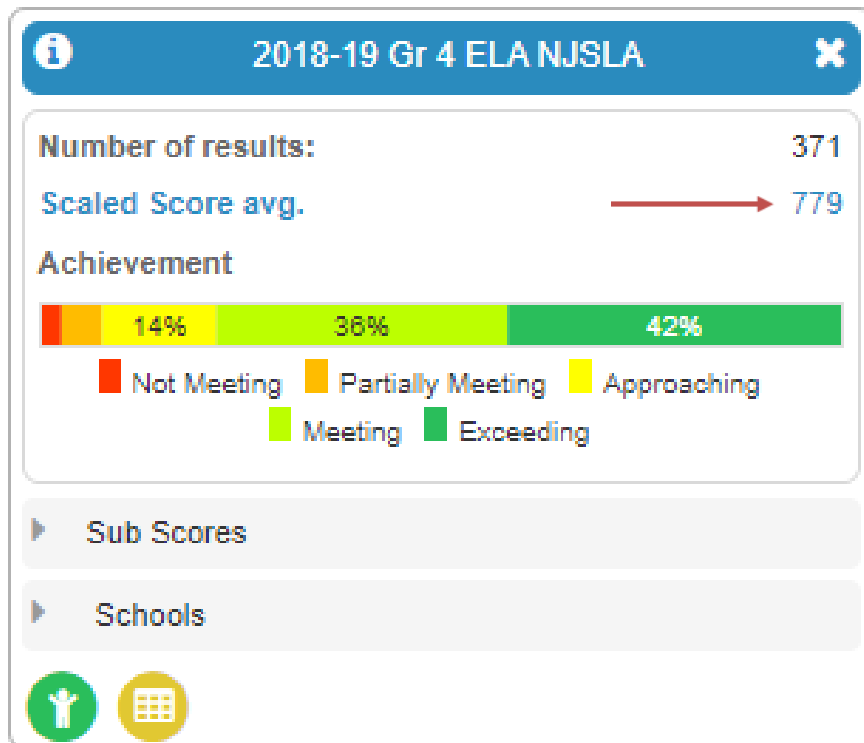 2018-19 Gr 4 ELA NJSLA
Number of results: 371
Scaled Score avg. 779
Achievement
14% 36% 42%
Not Meeting Partially Meeting Approaching
Meeting Exceeding
Sub Scores
Schools